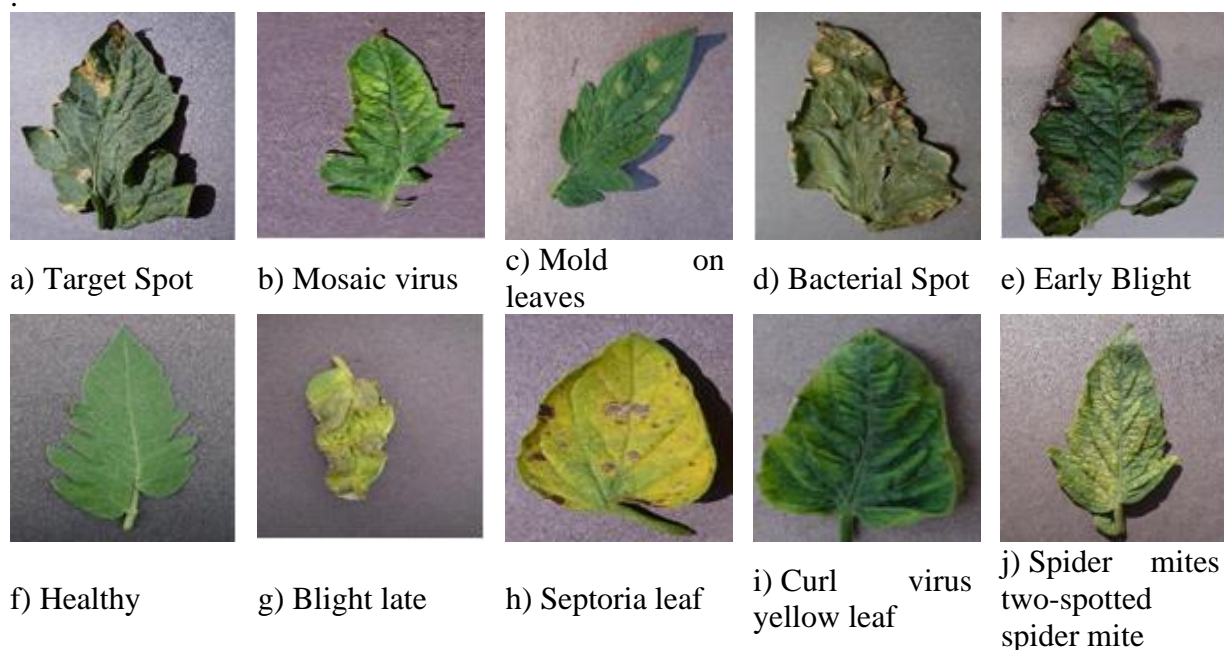 .
a) Target Spot
b) Mosaic virus
c) Mold on
leaves
d) Bacterial Spot
e) Early Blight
f) Healthy
g) Blight late
h) Septoria leaf
i) Curl virus
yellow leaf
j) Spider mites
two-spotted
spider mite